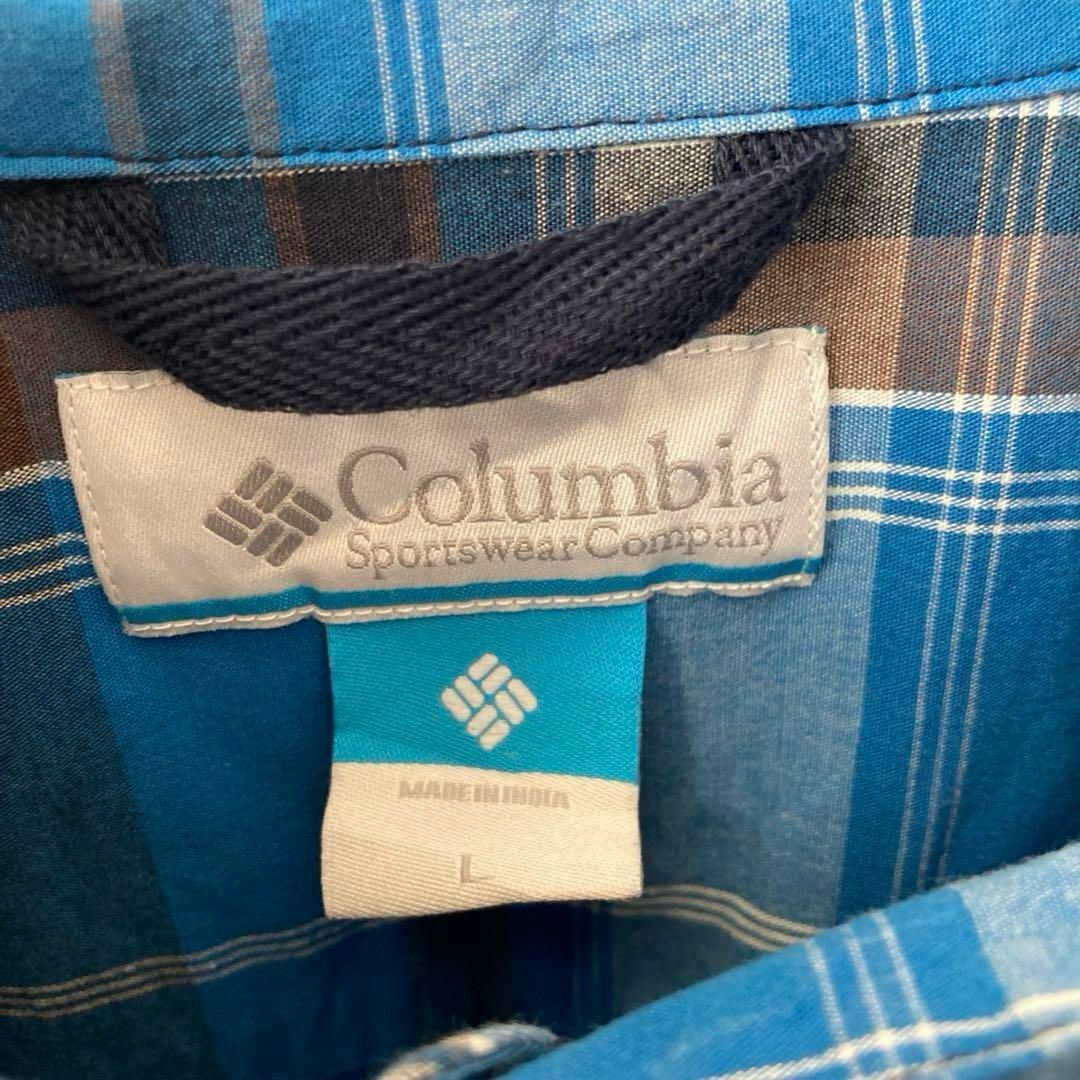 Columbia
Sportswear Company
MADE IN INDIA
L